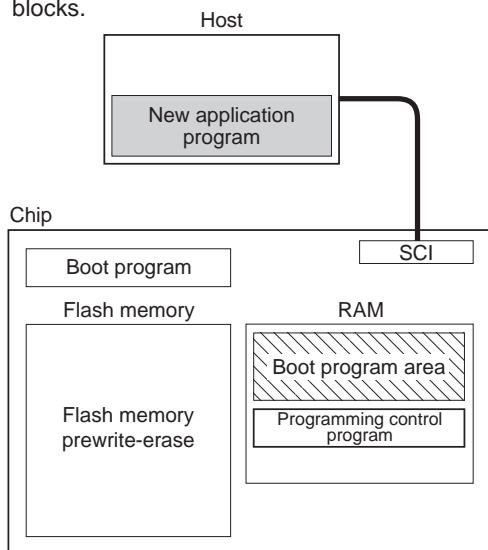 blocks.
Host
New application
program
Chip
SCI
Boot program
Flash memory
RAM
Boot program area
Flash memory
prewrite-erase
Programming control
program